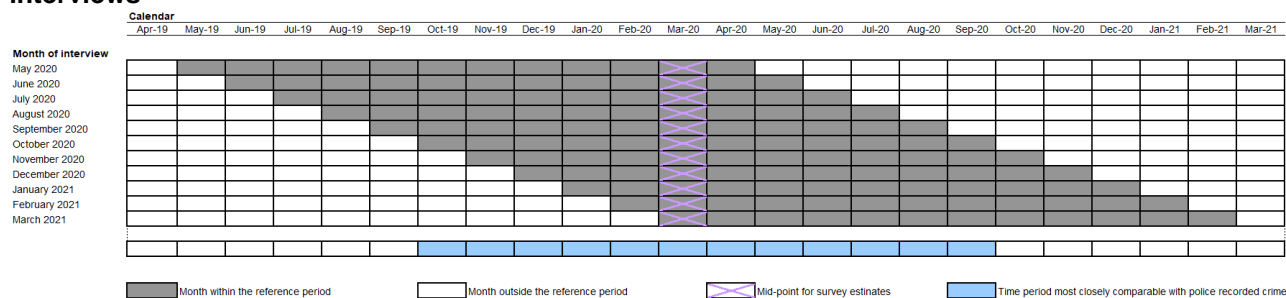 Interviews
Calendar
Apr-19 May-19 Jun-19 Jul-19 Aug-19 Sep-19 Oct-19 Nov-19 Dec-19 Jan-20 Feb-20 Mar-20 Apr-20 May-20 Jun-20 Jul-20 Aug-20 Sep-20 Oct-20 Nov-20 Dec-20 Jan-21 Feb-21 Mar-21
Month of interview
May 2020
June 2020
July 2020
August 2020
September 2020
October 2020
November 2020
December 2020
January 2021
February 2021
March 2021
Month within the reference period Month outside the reference period Mid-point for survey estinates Time period most closely comparable with police recorded crime